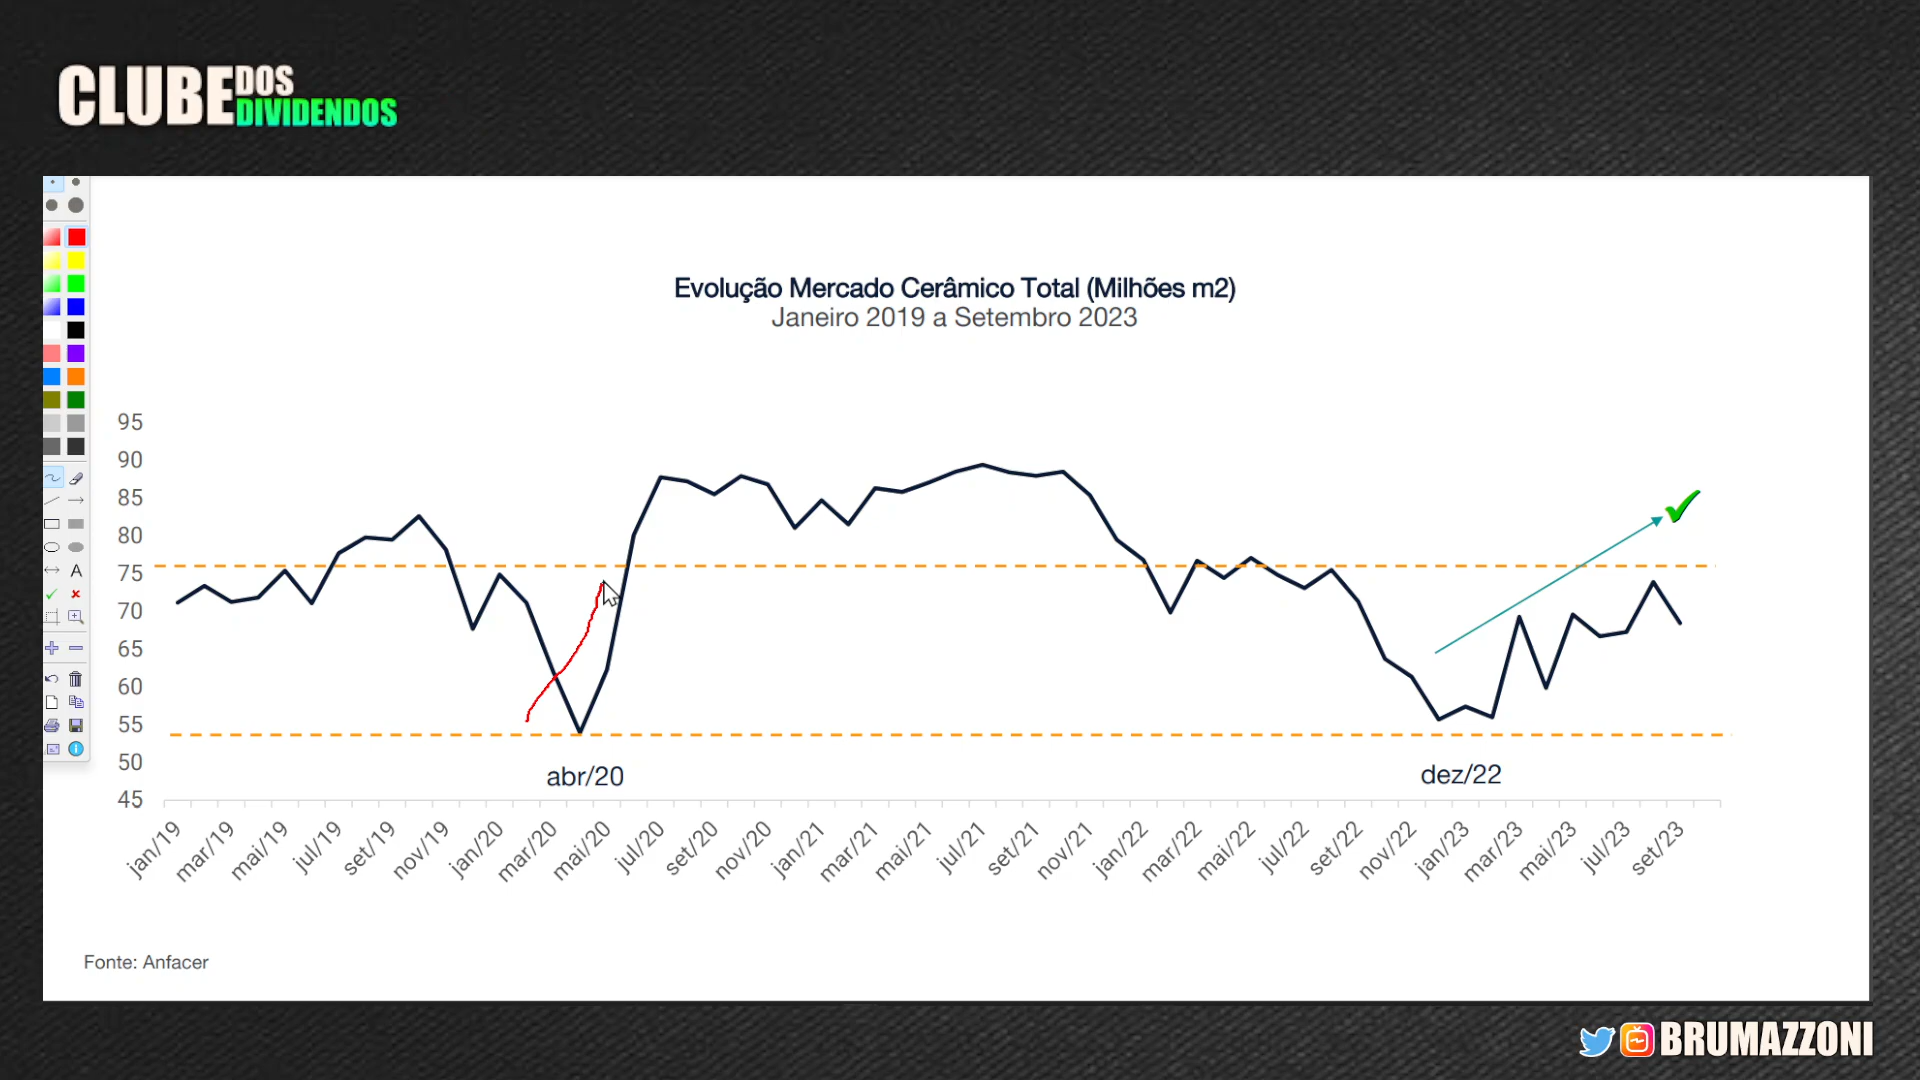 CLUBE DOS
DIVIDENDOS
Evolução Mercado Cerâmico Total (Milhões m2)
Janeiro 2019 a Setembro 2023
95
90
85
80
75
70
65
60
55
50
45
A
abr/20
dez/22
jan/19
mar/19
mai/19
jul/19
set/19
nov/19
jan/20
mar/20
mai/20
jul/20
set/20
nov/20
jan/21
mar/21
mai/21
jul/21
set/21
nov/21
jan/22
mar/22
mai/22
jul/22
set/22
nov/22
jan/23
mar/23
mai/23
jul/23
set/23
Fonte: Anfacer
BRUMAZZONI